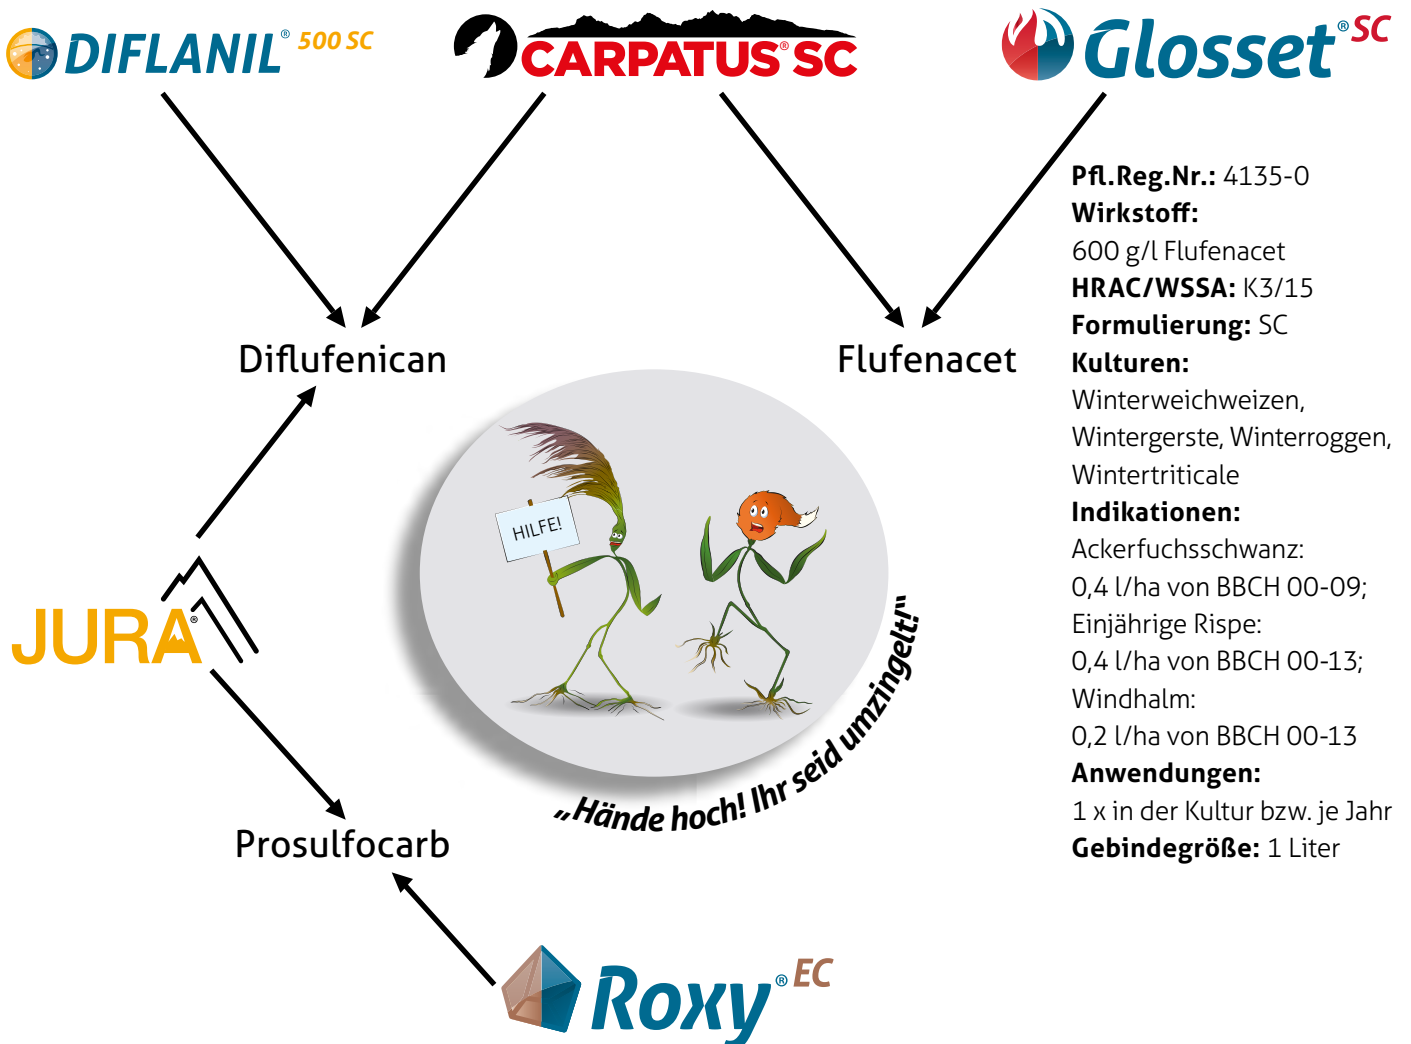 DIFLANIL® 500 SC
CARPATUS® SC
Glosset® SC
Pfl.Reg.Nr.: 4135-0
Wirkstoff:
600 g/l Flufenacet
HRAC/WSSA: K3/15
Formulierung: SC
Kulturen:
Winterweichweizen,
Wintergerste, Winterroggen,
Wintertriticale
Indikationen:
Ackerfuchsschwanz:
0,4 l/ha von BBCH 00-09;
Einjährige Rispe:
0,4 l/ha von BBCH 00-13;
Windhalm:
0,2 l/ha von BBCH 00-13
Anwendungen:
1 x in der Kultur bzw. je Jahr
Gebindegröße: 1 Liter
Diflufenican
Flufenacet
HILFE!
JURA®
„Hände hoch! Ihr seid umzingelt!“
Prosulfocarb
Roxy® EC